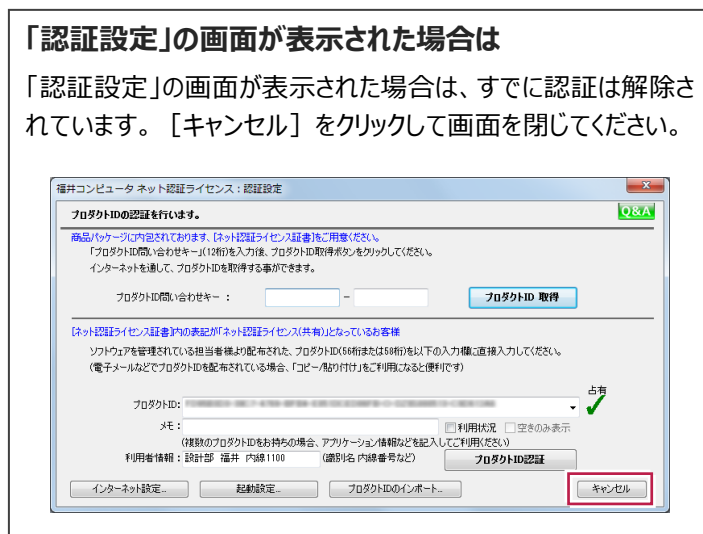 「認証設定」の画面が表示された場合は
「認証設定」の画面が表示された場合は、すでに認証は解除さ
れています。［キャンセル］をクリックして画面を閉じてください。
福井コンピュータ ネット認証ライセンス：認証設定
プロダクトIDの認証を行います。
Q&A
商品パッケージに内包されております、[ネット認証ライセンス証書]をご用意ください。
「プロダクトID問い合わせキー」(12桁)を入力後、プロダクトID取得ボタンをクリックしてください。
インターネットを通して、プロダクトIDを取得する事ができます。
プロダクトID問い合わせキー ： － プロダクトID 取得
[ネット認証ライセンス証書]内の表記が「ネット認証ライセンス(共有)」となっているお客様
ソフトウェアを管理されている担当者様より配布された、プロダクトID(56桁または58桁)を以下の入力欄に直接入力してください。
(電子メールなどでプロダクトIDを配布されている場合、「コピー/貼り付け」をご利用になると便利です)
占有
プロダクトID:
メモ： 利用状況 空きのみ表示
(複数のプロダクトIDをお持ちの場合、アプリケーション情報などを記入してご利用ください)
利用者情報：設計部 福井 内線1100 (識別名 内線番号など) プロダクトID認証
インターネット設定... 起動設定... プロダクトIDのインポート... キャンセル